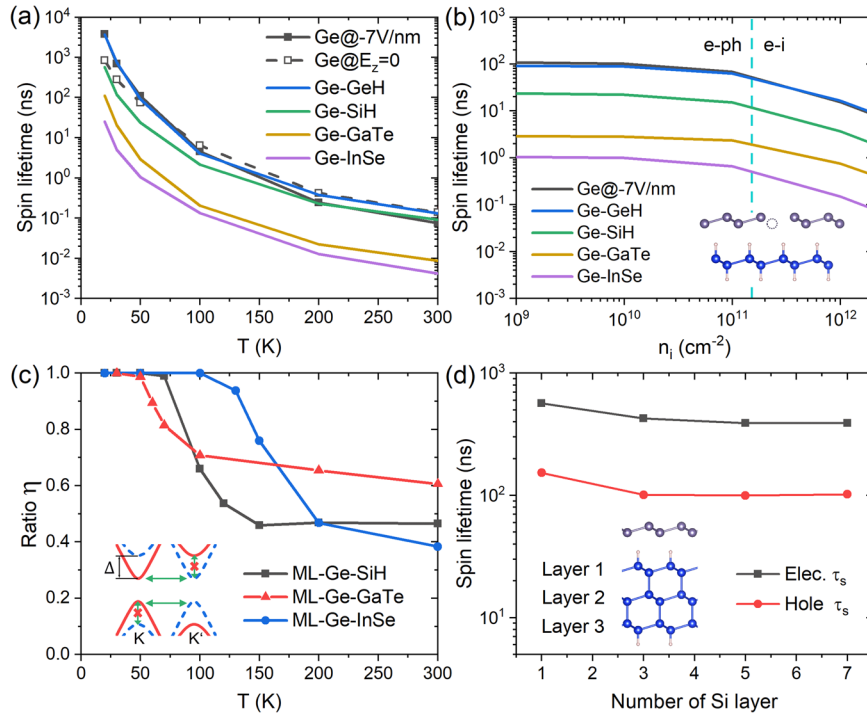 (a)
Spin lifetime (ns)
10⁴
10³
10²
10¹
10⁰
10⁻¹
10⁻²
10⁻³
0 50 100 150 200 250 300
T (K)
Ge@-7V/nm
Ge@E_z=0
Ge-GeH
Ge-SiH
Ge-GaTe
Ge-InSe
(b)
Spin lifetime (ns)
10³
10²
10¹
10⁰
10⁻¹
10⁻²
10⁻³
e-ph e-i
Ge@-7V/nm
Ge-GeH
Ge-SiH
Ge-GaTe
Ge-InSe
10⁹ 10¹⁰ 10¹¹ 10¹²
nᵢ (cm⁻²)
(c)
Ratio η
1.0
0.8
0.6
0.4
0.2
0.0
Δ
K K'
ML-Ge-SiH
ML-Ge-GaTe
ML-Ge-InSe
0 50 100 150 200 250 300
T (K)
(d)
Spin lifetime (ns)
10³
10²
10¹
Layer 1
Layer 2
Layer 3
Elec. τₛ
Hole τₛ
1 2 3 4 5 6 7
Number of Si layer